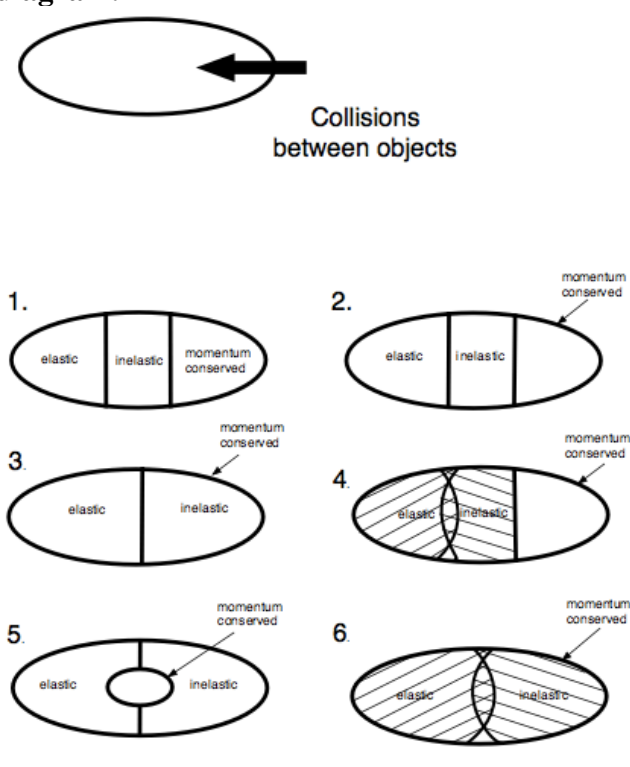 Collisions
between objects
1.
elastic
inelastic
momentum
conserved
2.
momentum
conserved
elastic
inelastic
3.
momentum
conserved
elastic
inelastic
4.
momentum
conserved
elastic
inelastic
5.
momentum
conserved
elastic
inelastic
6.
momentum
conserved
elastic
inelastic